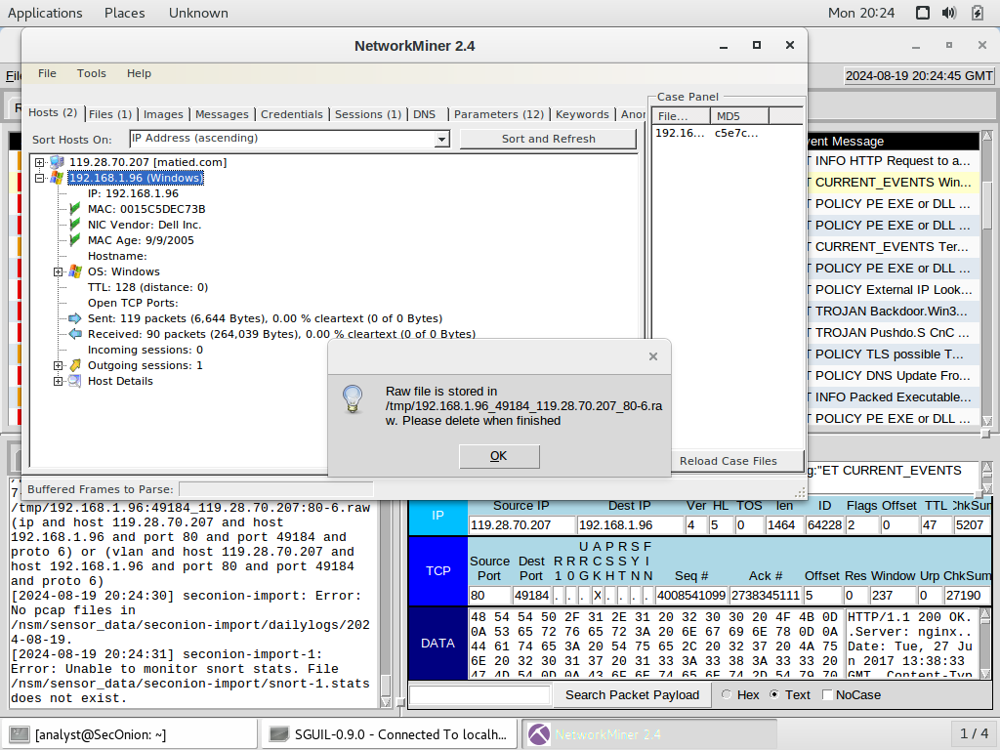 Applications Places Unknown Mon 20:24
NetworkMiner 2.4
File Tools Help
2024-08-19 20:24:45 GMT
Hosts (2) Files (1) Images Messages Credentials Sessions (1) DNS Parameters (12) Keywords
Sort Hosts On: IP Address (ascending) Sort and Refresh
119.28.70.207 [matied.com]
192.168.1.96 (Windows)
IP: 192.168.1.96
MAC: 0015C5DEC73B
NIC Vendor: Dell Inc.
MAC Age: 9/9/2005
Hostname:
OS: Windows
TTL: 128 (distance: 0)
Open TCP Ports:
Sent: 119 packets (6,644 Bytes), 0.00 % cleartext (0 of 0 Bytes)
Received: 90 packets (264,039 Bytes), 0.00 % cleartext (0 of 0 Bytes)
Incoming sessions: 0
Outgoing sessions: 1
Host Details
Buffered Frames to Parse:
Case Panel
File... MD5
192.16... c5e7c...
Reload Case Files
Raw file is stored in
/tmp/192.168.1.96_49184_119.28.70.207_80-6.ra
w. Please delete when finished
OK
vent Message
T INFO HTTP Request to a...
T CURRENT_EVENTS Win...
T POLICY PE EXE or DLL ...
T POLICY PE EXE or DLL ...
T CURRENT_EVENTS Ter...
T POLICY PE EXE or DLL ...
T POLICY External IP Look...
T TROJAN Backdoor.Win3...
T TROJAN Pushdo.S CnC ...
T POLICY TLS possible T...
T POLICY DNS Update Fro...
T INFO Packed Executable...
T POLICY PE EXE or DLL ...
g:"ET CURRENT_EVENTS
/tmp/192.168.1.96:49184_119.28.70.207:80-6.raw
(ip and host 119.28.70.207 and host
192.168.1.96 and port 80 and port 49184 and
proto 6) or (vlan and host 119.28.70.207 and
host 192.168.1.96 and port 80 and port 49184
and proto 6)
[2024-08-19 20:24:30] seconion-import: Error:
No pcap files in
/nsm/sensor_data/seconion-import/dailylogs/202
4-08-19.
[2024-08-19 20:24:31] seconion-import-1:
Error: Unable to monitor snort stats. File
/nsm/sensor_data/seconion-import/snort-1.stats
does not exist.
IP
Source IP Dest IP Ver HL TOS len ID Flags Offset TTL ChkSum
119.28.70.207 192.168.1.96 4 5 0 1464 64228 2 0 47 5207
TCP
U A P R S F
Source Dest R R R C S S Y I
Port Port 1 0 G K H T N N Seq # Ack # Offset Res Window Urp ChkSum
80 49184 . . . X . . . . 4008541099 2738345111 5 0 237 0 27190
DATA
48 54 54 50 2F 31 2E 31 20 32 30 30 20 4F 4B 0D HTTP/1.1 200 OK.
0A 53 65 72 76 65 72 3A 20 6E 67 69 6E 78 0D 0A .Server: nginx..
44 61 74 65 3A 20 54 75 65 2C 20 32 37 20 4A 75 Date: Tue, 27 Ju
6E 20 32 30 31 37 20 31 33 3A 33 38 3A 33 33 20 n 2017 13:38:33
47 4D 54 0D 0A 43 6F 6E 74 65 6E 74 2D 54 79 70 GMT..Content-Typ
Search Packet Payload Hex Text NoCase
[analyst@SecOnion: ~] SGUIL-0.9.0 - Connected To localh... NetworkMiner 2.4 1 / 4